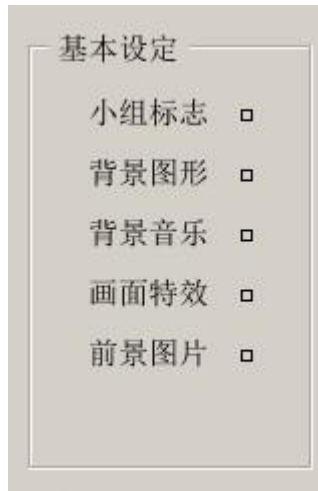 基本设定
小组标志
背景图形
背景音乐
画面特效
前景图片